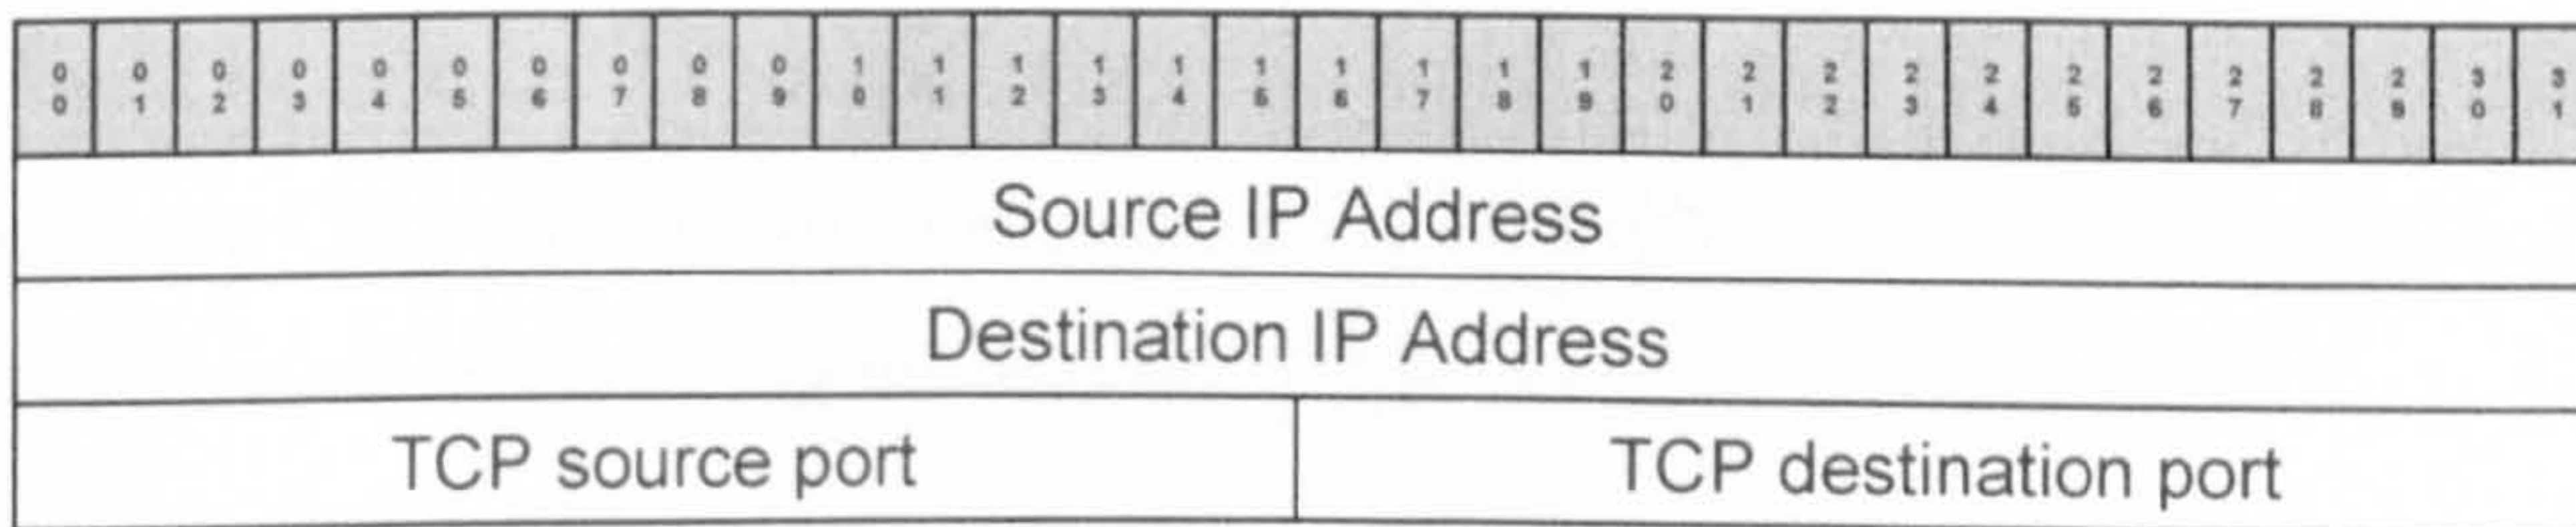 00 01 02 03 04 05 06 07 08 09 10 11 12 13 14 15 16 17 18 19 20 21 22 23 24 25 26 27 28 29 30 31
Source IP Address
Destination IP Address
TCP source port TCP destination port